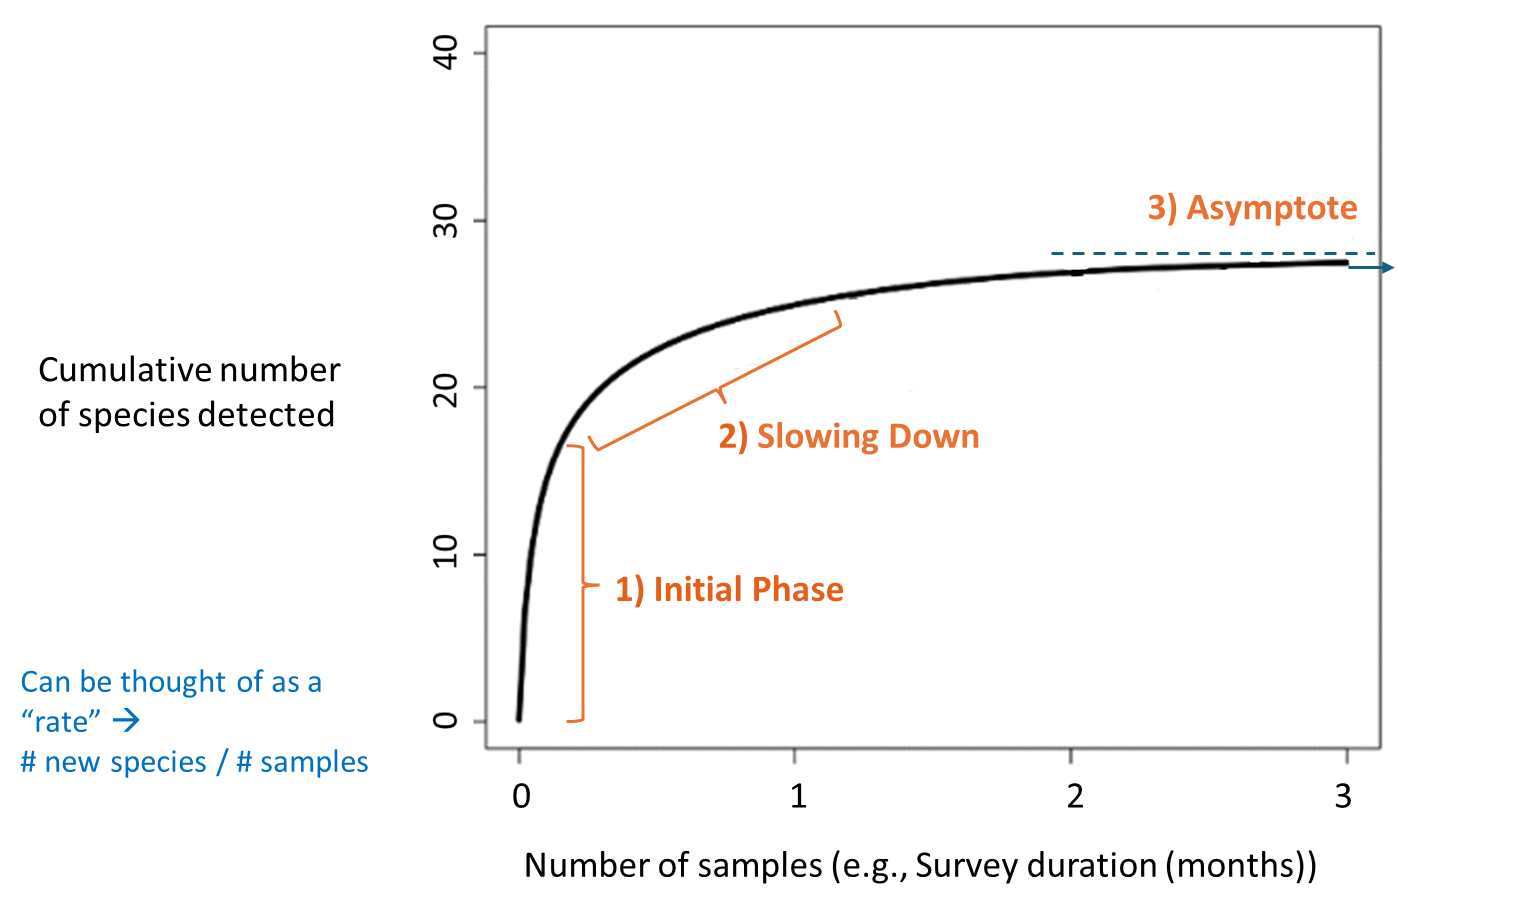 40
30
20
10
0
3) Asymptote
2) Slowing Down
1) Initial Phase
Cumulative number
of species detected
Can be thought of as a
“rate” →
# new species / # samples
0 1 2 3
Number of samples (e.g., Survey duration (months))